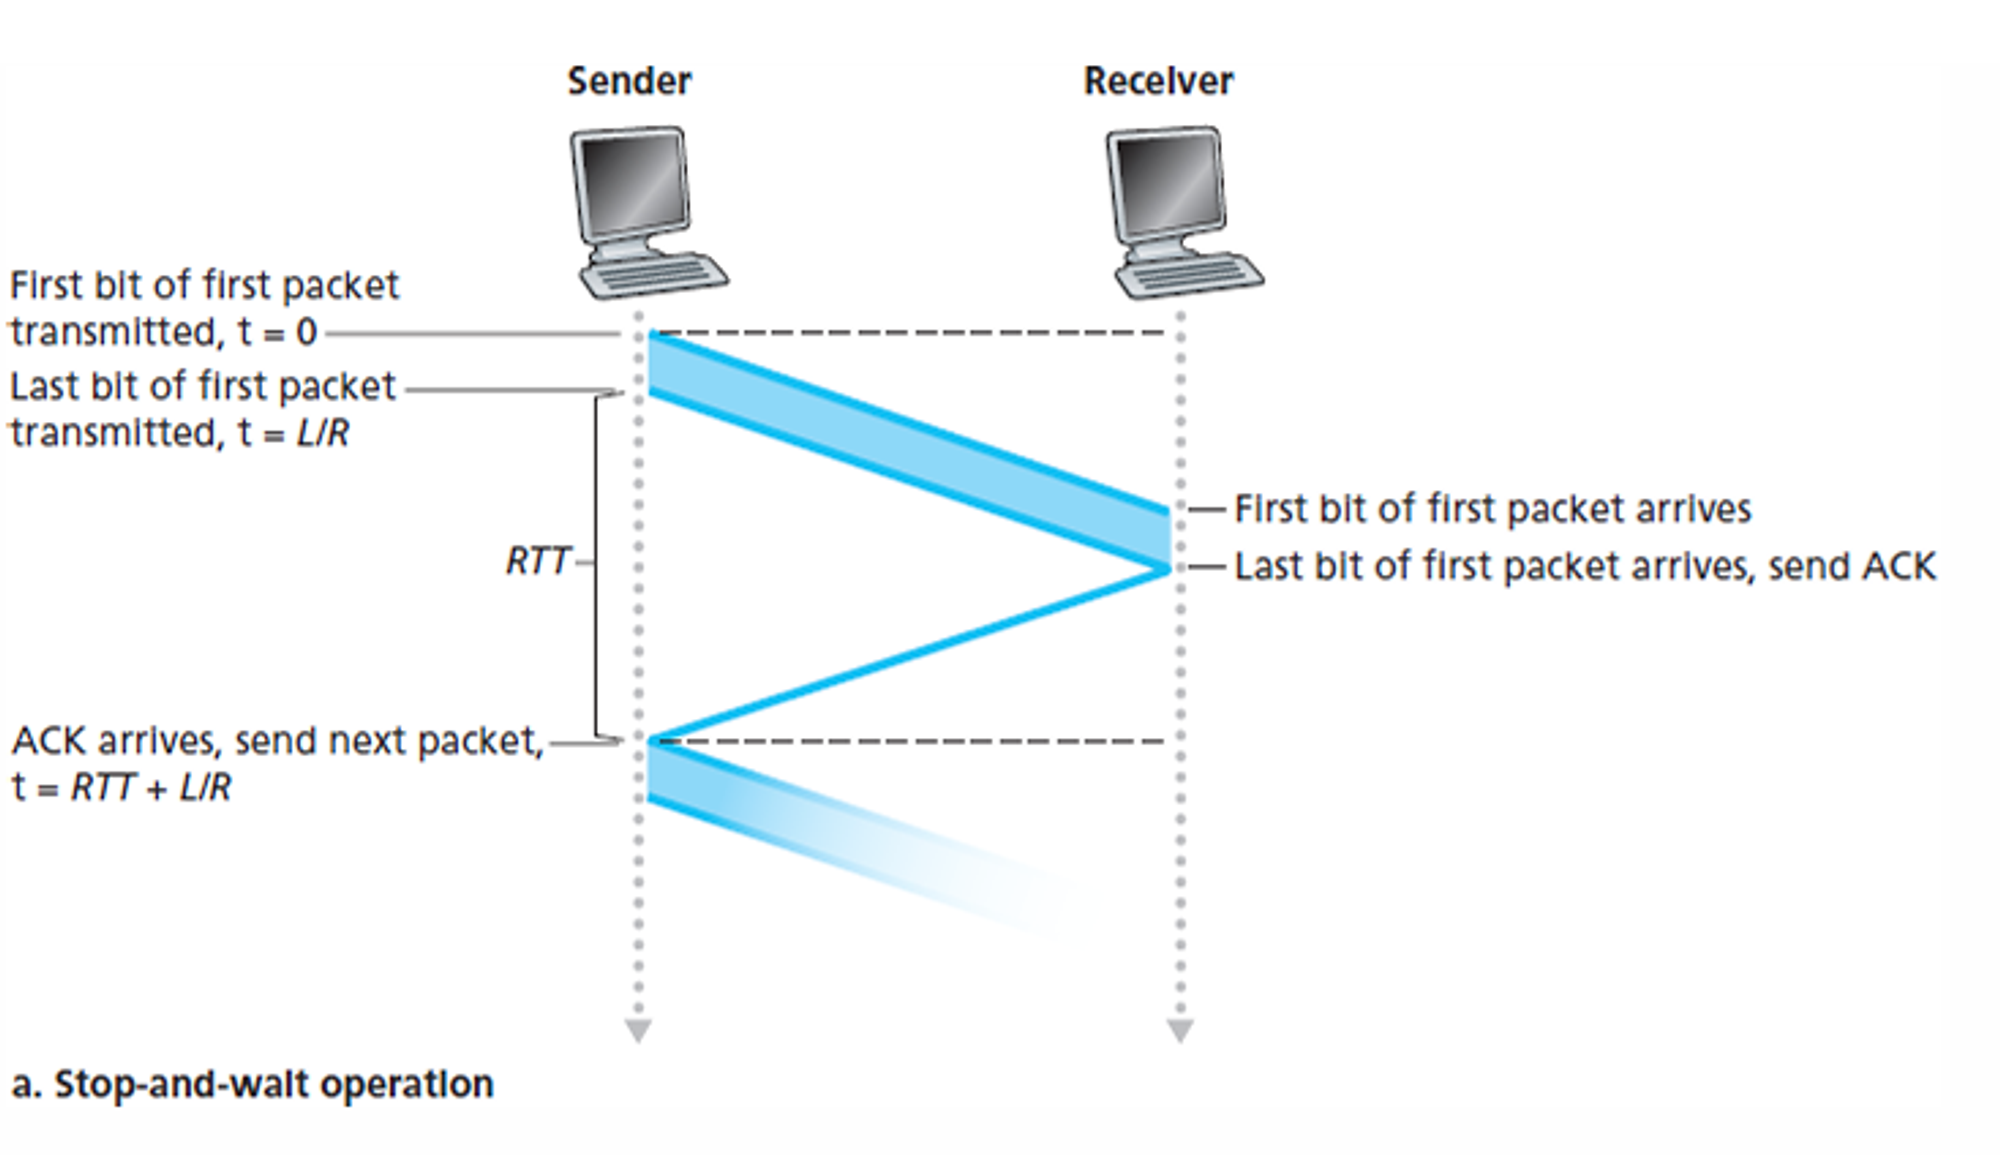 Sender
Receiver
First bit of first packet
transmitted, t = 0
Last bit of first packet
transmitted, t = L/R
First bit of first packet arrives
Last bit of first packet arrives, send ACK
RTT
ACK arrives, send next packet,
t = RTT + L/R
a. Stop-and-wait operation